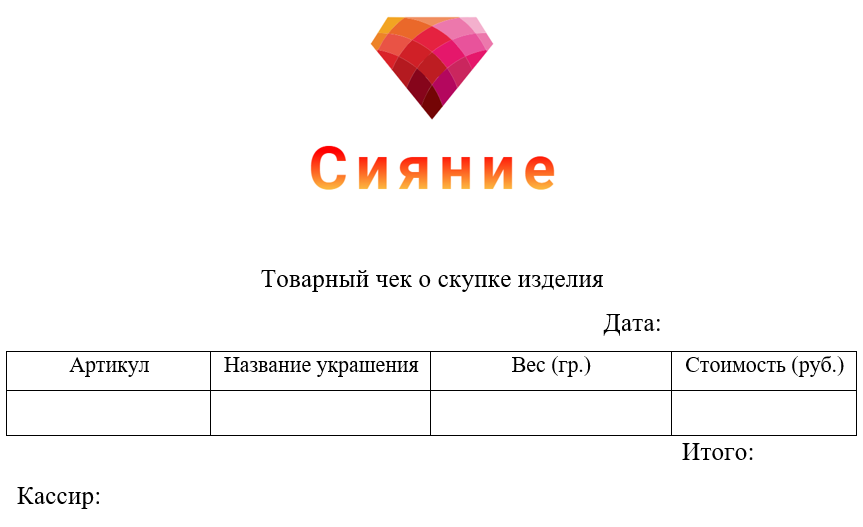 Сияние
Товарный чек о скупке изделия
Дата:
Артикул Название украшения Вес (гр.) Стоимость (руб.)
Итого:
Кассир: